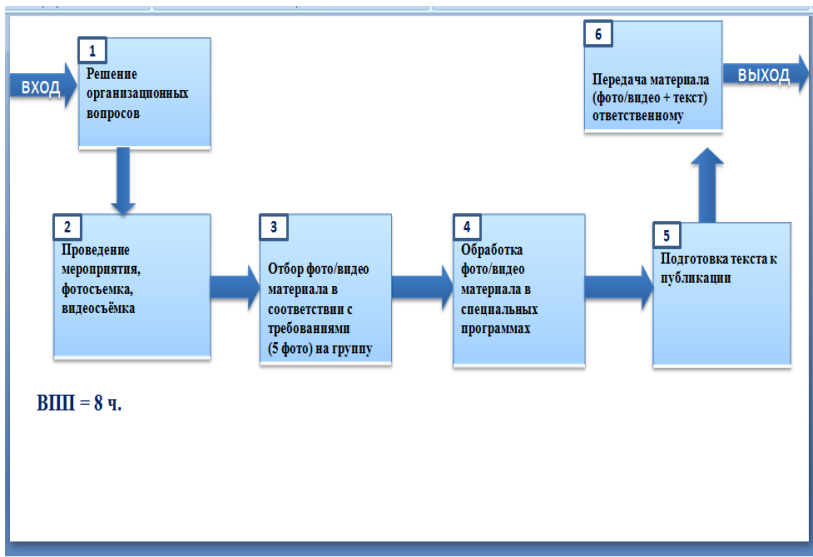 ВХОД
1
Решение
организационных
вопросов
2
Проведение
мероприятия,
фотосъемка,
видеосъёмка
3
Отбор фото/видео
материала в
соответствии с
требованиями
(5 фото) на группу
4
Обработка
фото/видео
материала в
специальных
программах
5
Подготовка текста к
публикации
6
Передача материала
(фото/видео + текст)
ответственному
ВЫХОД
ВПП = 8 ч.